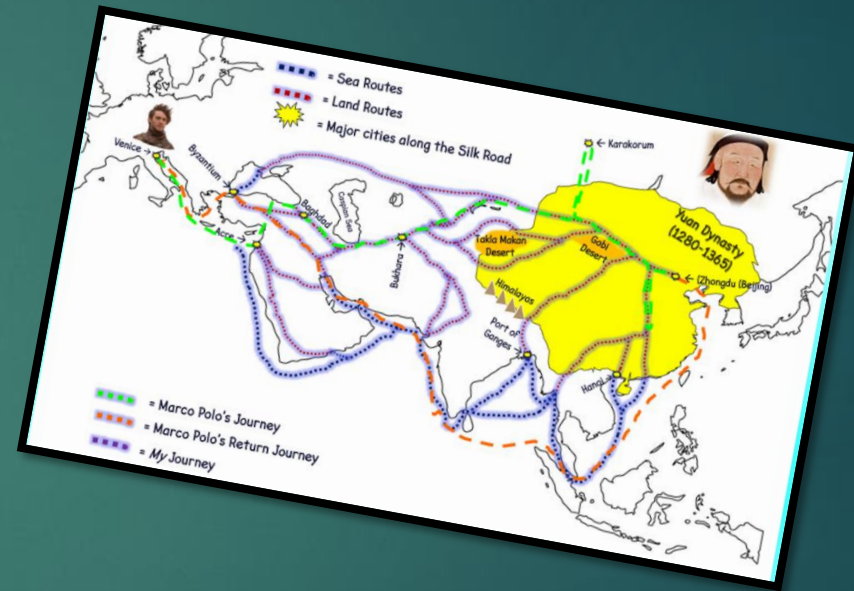 = Sea Routes
= Land Routes
= Major cities along the Silk Road
Venice →
Byzantium
← Karakorum
Yuan Dynasty
(1280-1365)
Caspian Sea
Baghdad
Acre →
Bukhara →
Takla Makan
Desert
Gobi
Desert
← (Zhongdu (Beijing)
Himalayas
Port of
Ganges →
Hanoi
= Marco Polo's Journey
= Marco Polo's Return Journey
= My Journey